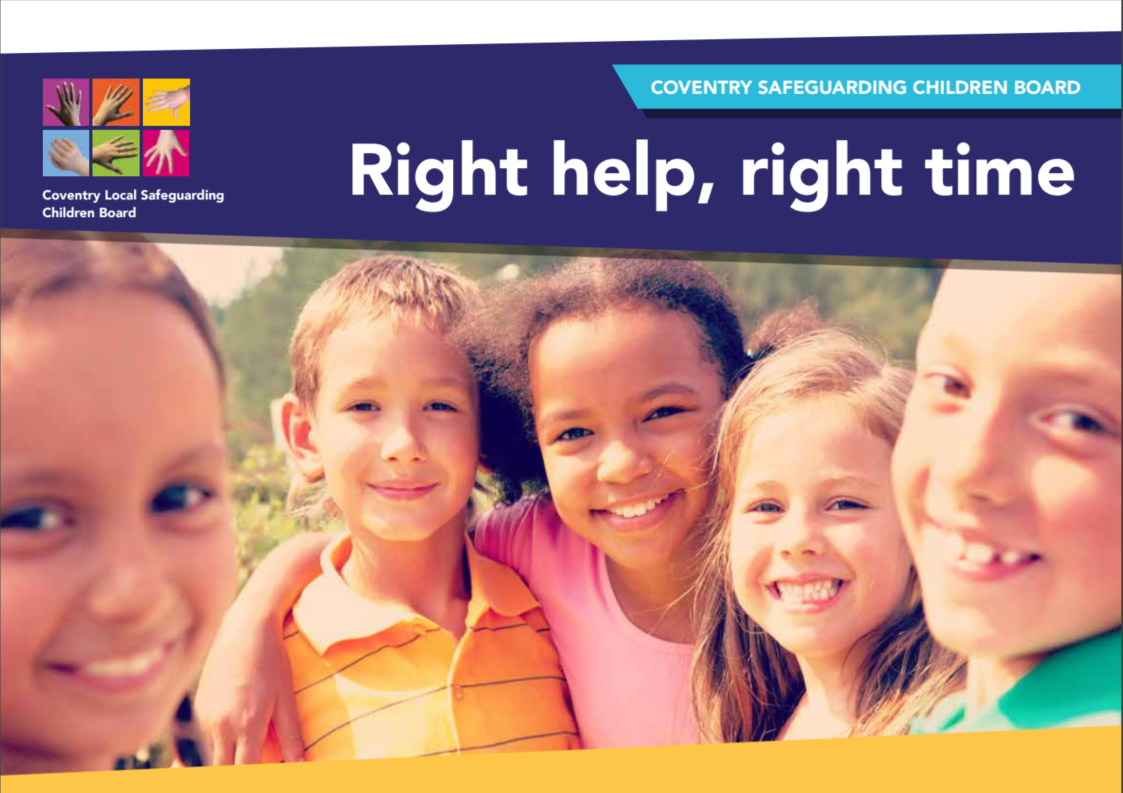 COVENTRY SAFEGUARDING CHILDREN BOARD
Right help, right time
Coventry Local Safeguarding
Children Board